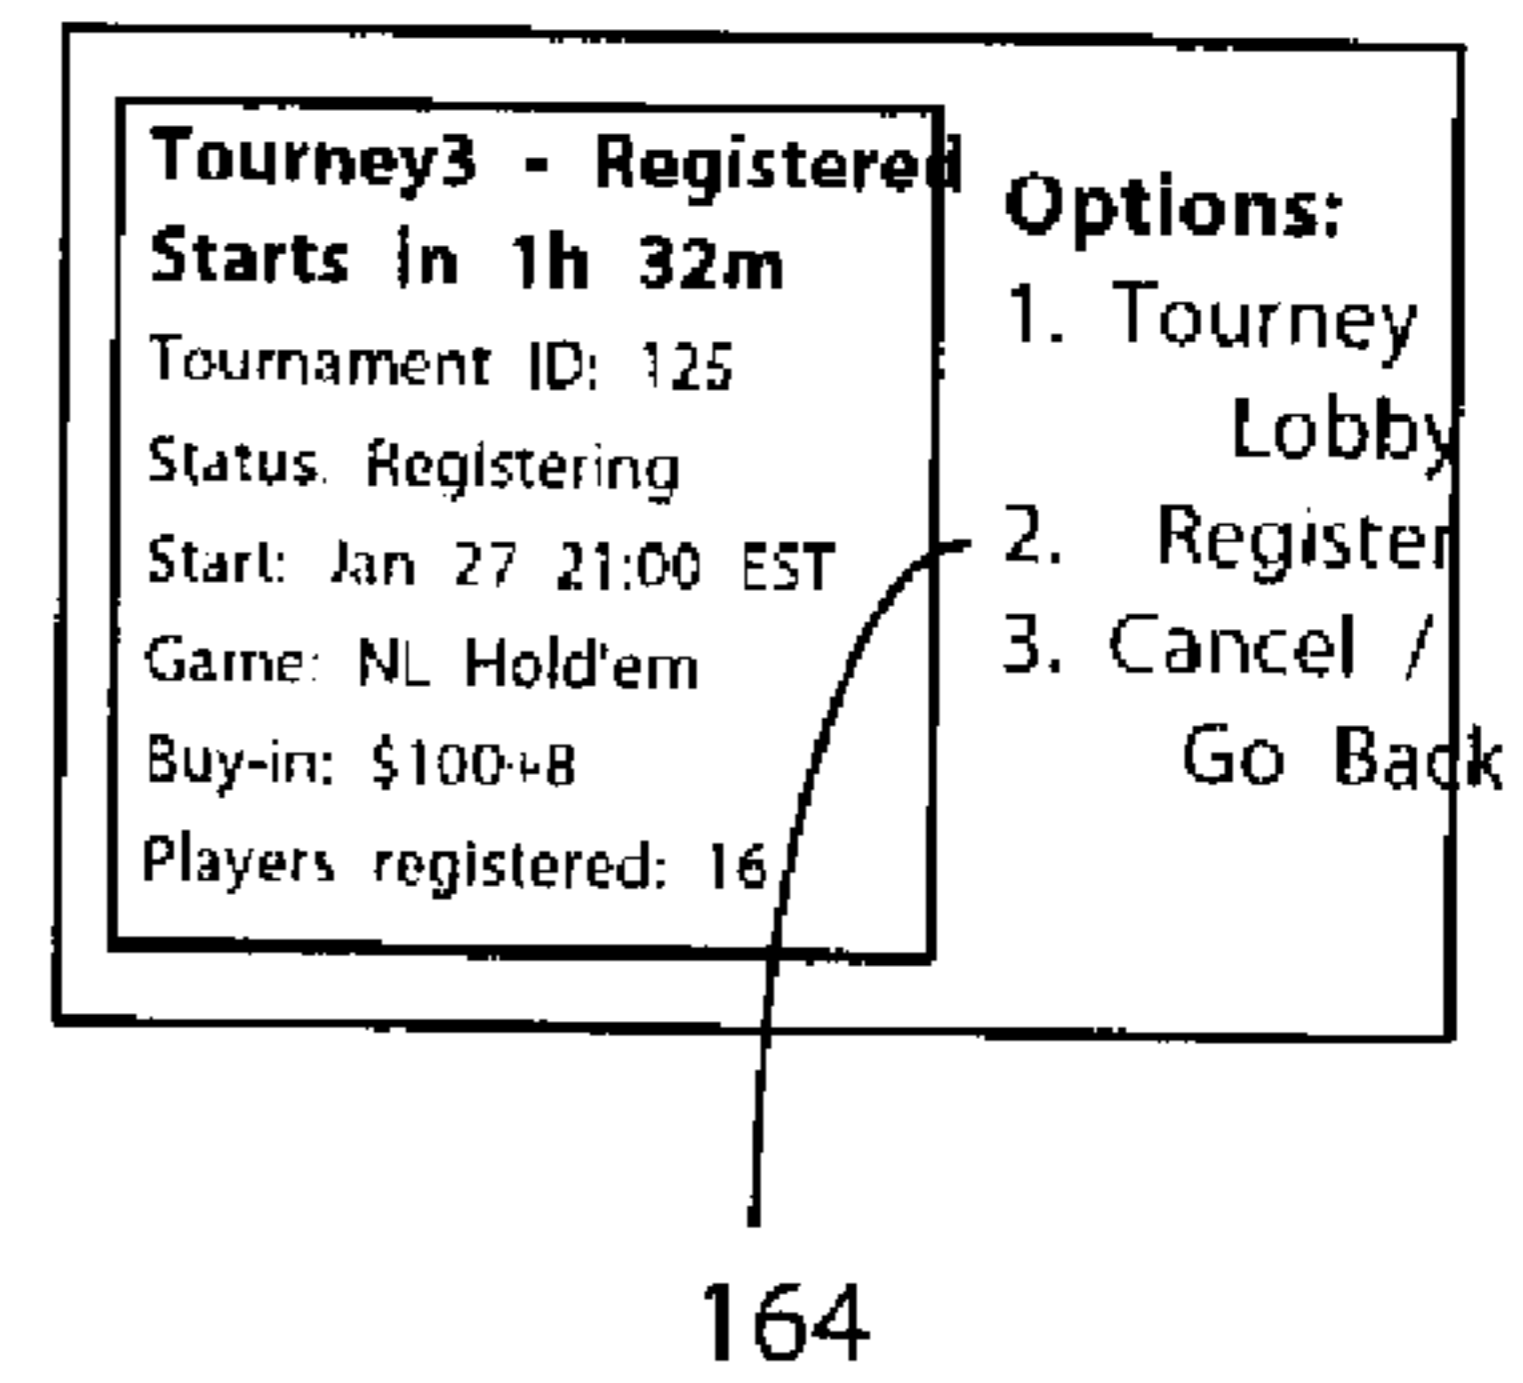 Tourney3 - Registered
Starts in 1h 32m
Tournament ID: 125
Status. Registering
Start: Jan 27 21:00 EST
Game: NL Hold'em
Buy-in: $100+8
Players registered: 16
Options:
1. Tourney
Lobby
2. Register
3. Cancel /
Go Back
164